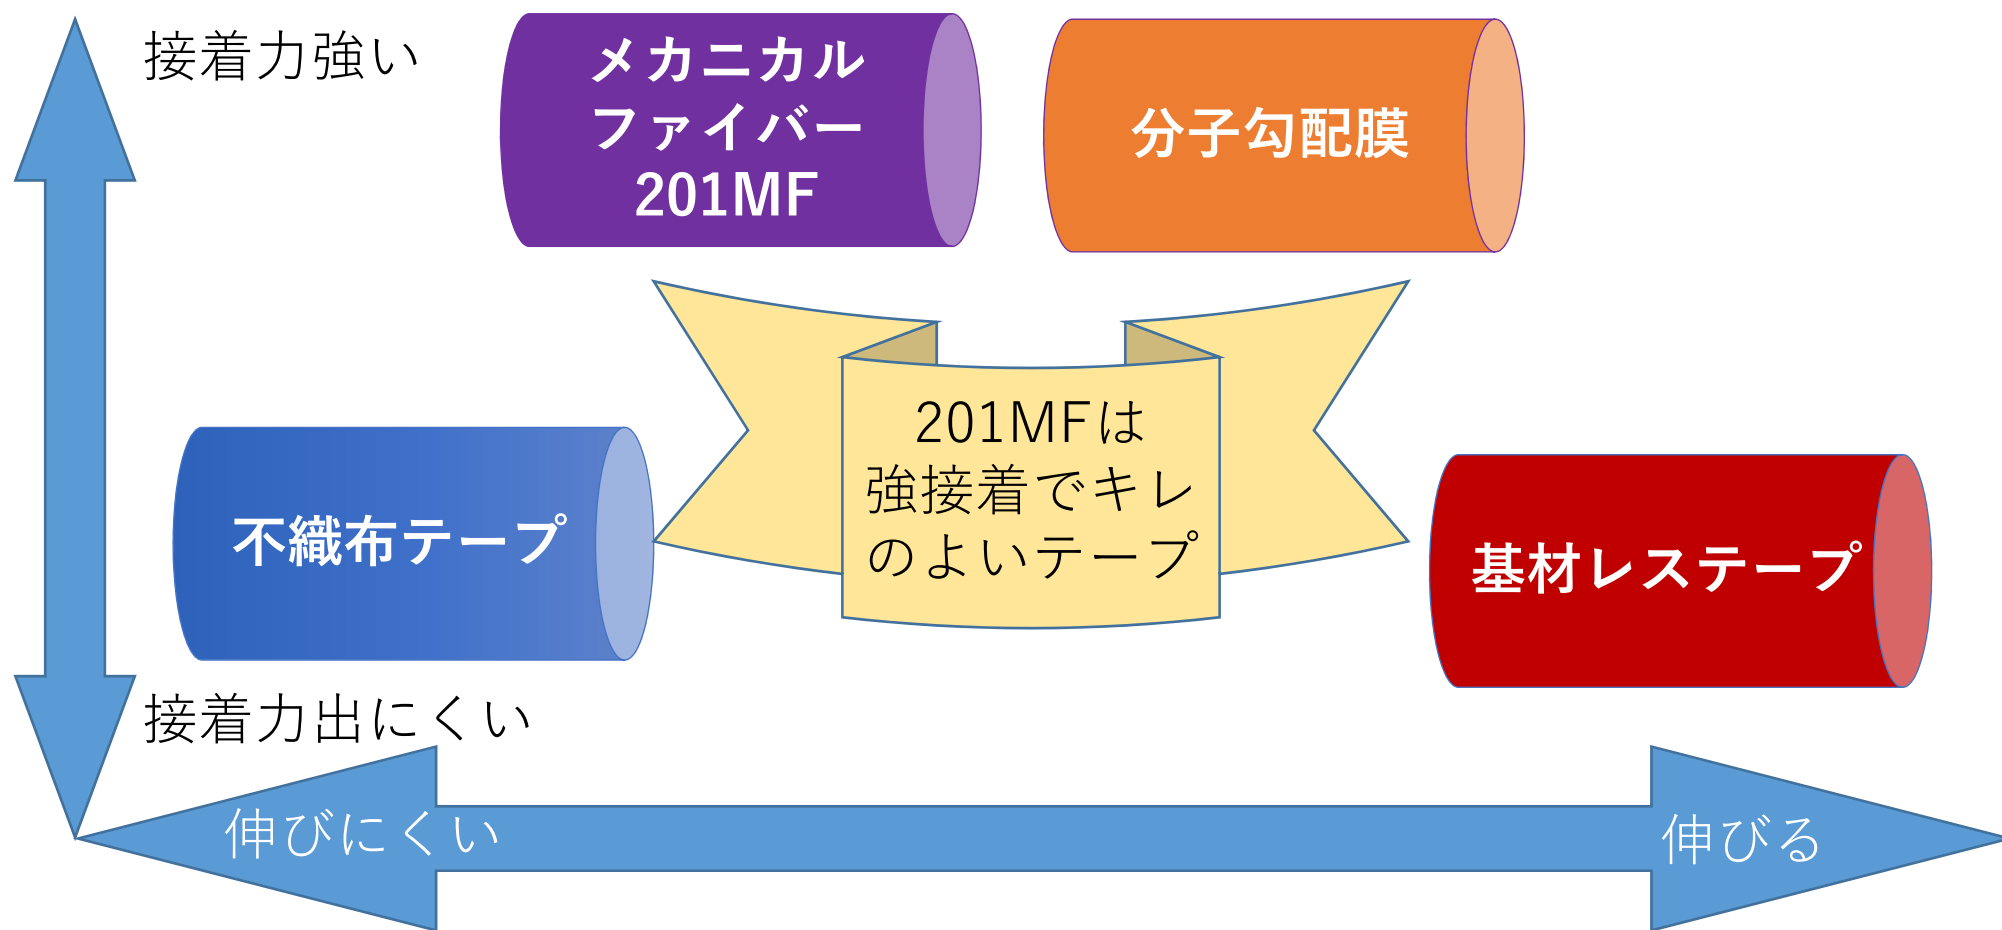 接着力強い
メカニカル
ファイバー
201MF
分子勾配膜
201MFは
強接着でキレ
のよいテープ
不織布テープ
基材レステープ
接着力出にくい
伸びにくい
伸びる